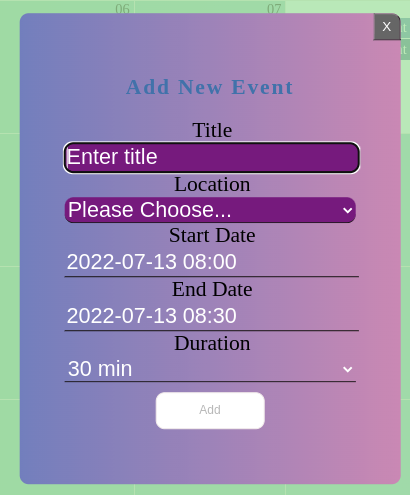 06 07
X
Add New Event
Title
Enter title
Location
Please Choose...
Start Date
2022-07-13 08:00
End Date
2022-07-13 08:30
Duration
30 min
Add